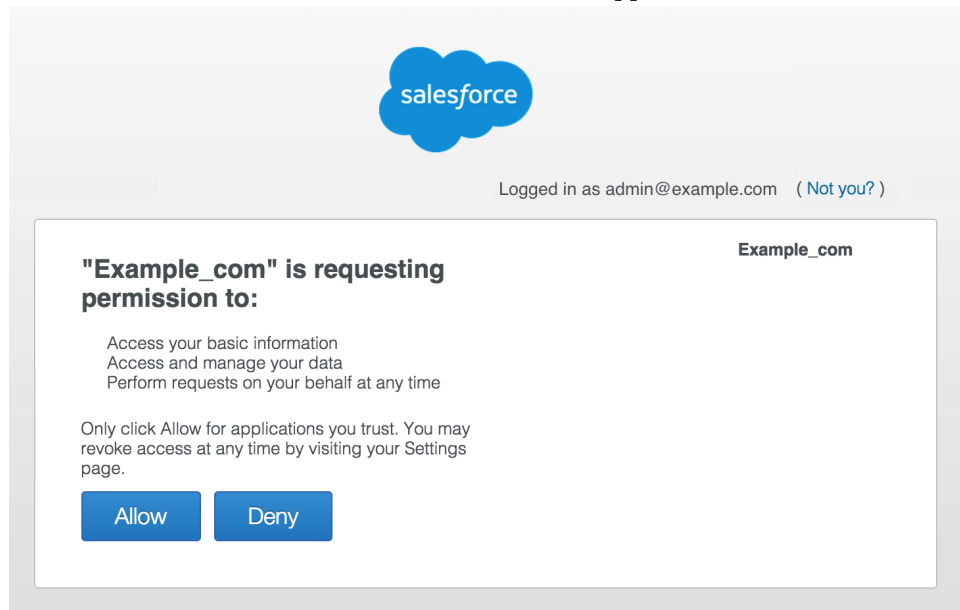 salesforce
Logged in as admin@example.com ( Not you? )
Example_com
"Example_com" is requesting
permission to:
Access your basic information
Access and manage your data
Perform requests on your behalf at any time
Only click Allow for applications you trust. You may
revoke access at any time by visiting your Settings
page.
Allow Deny